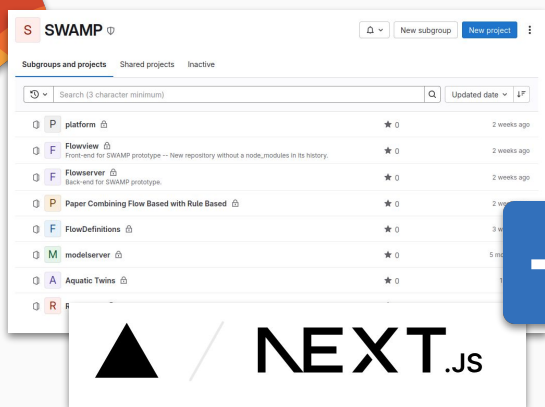 S SWAMP
New subgroup
New project
Subgroups and projects Shared projects Inactive
Search (3 character minimum)
Updated date
P platform 0 2 weeks ago
F Flowview 0 2 weeks ago
Front-end for SWAMP prototype -- New repository without a node_modules in its history.
F Flowserver 0 2 weeks ago
Back-end for SWAMP prototype.
P Paper Combining Flow Based with Rule Based 0 2
F FlowDefinitions 0 3
M modelserver 0 5
A Aquatic Twins 0
R
NEXT.JS